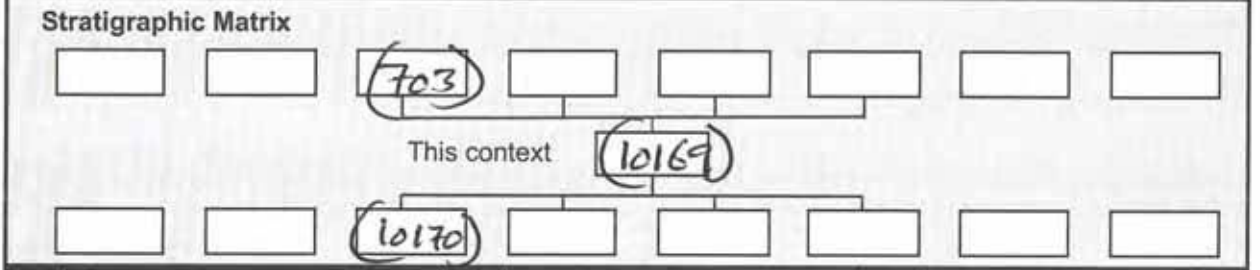 Stratigraphic Matrix
(703)
This context (10169)
(10170)